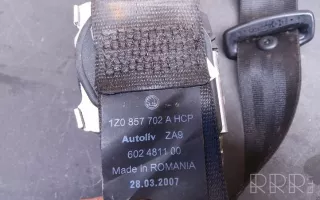 1Z0 857 702 A HCP
Autoliv ZA9
602 4811 00
Made in ROMANIA
28.03.2007
RRR